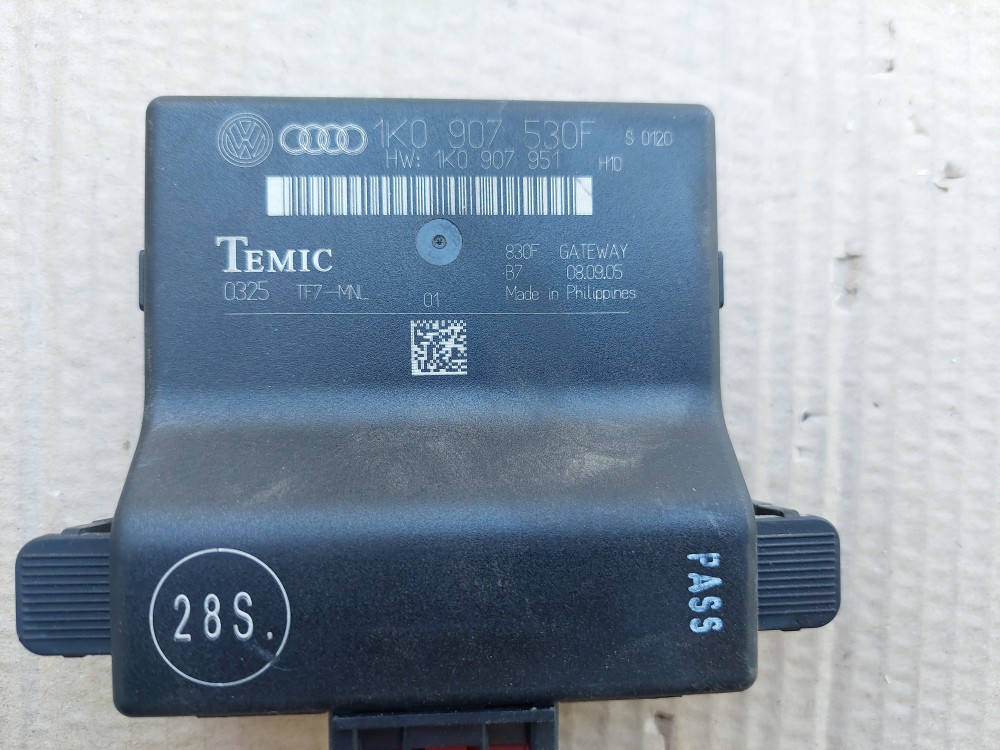 1K0 907 530F S 0120
HW: 1K0 907 951 H10
TEMIC
0325 TF7-MNL
01
830F GATEWAY
B7 08.09.05
Made in Philippines
28S.
PASS